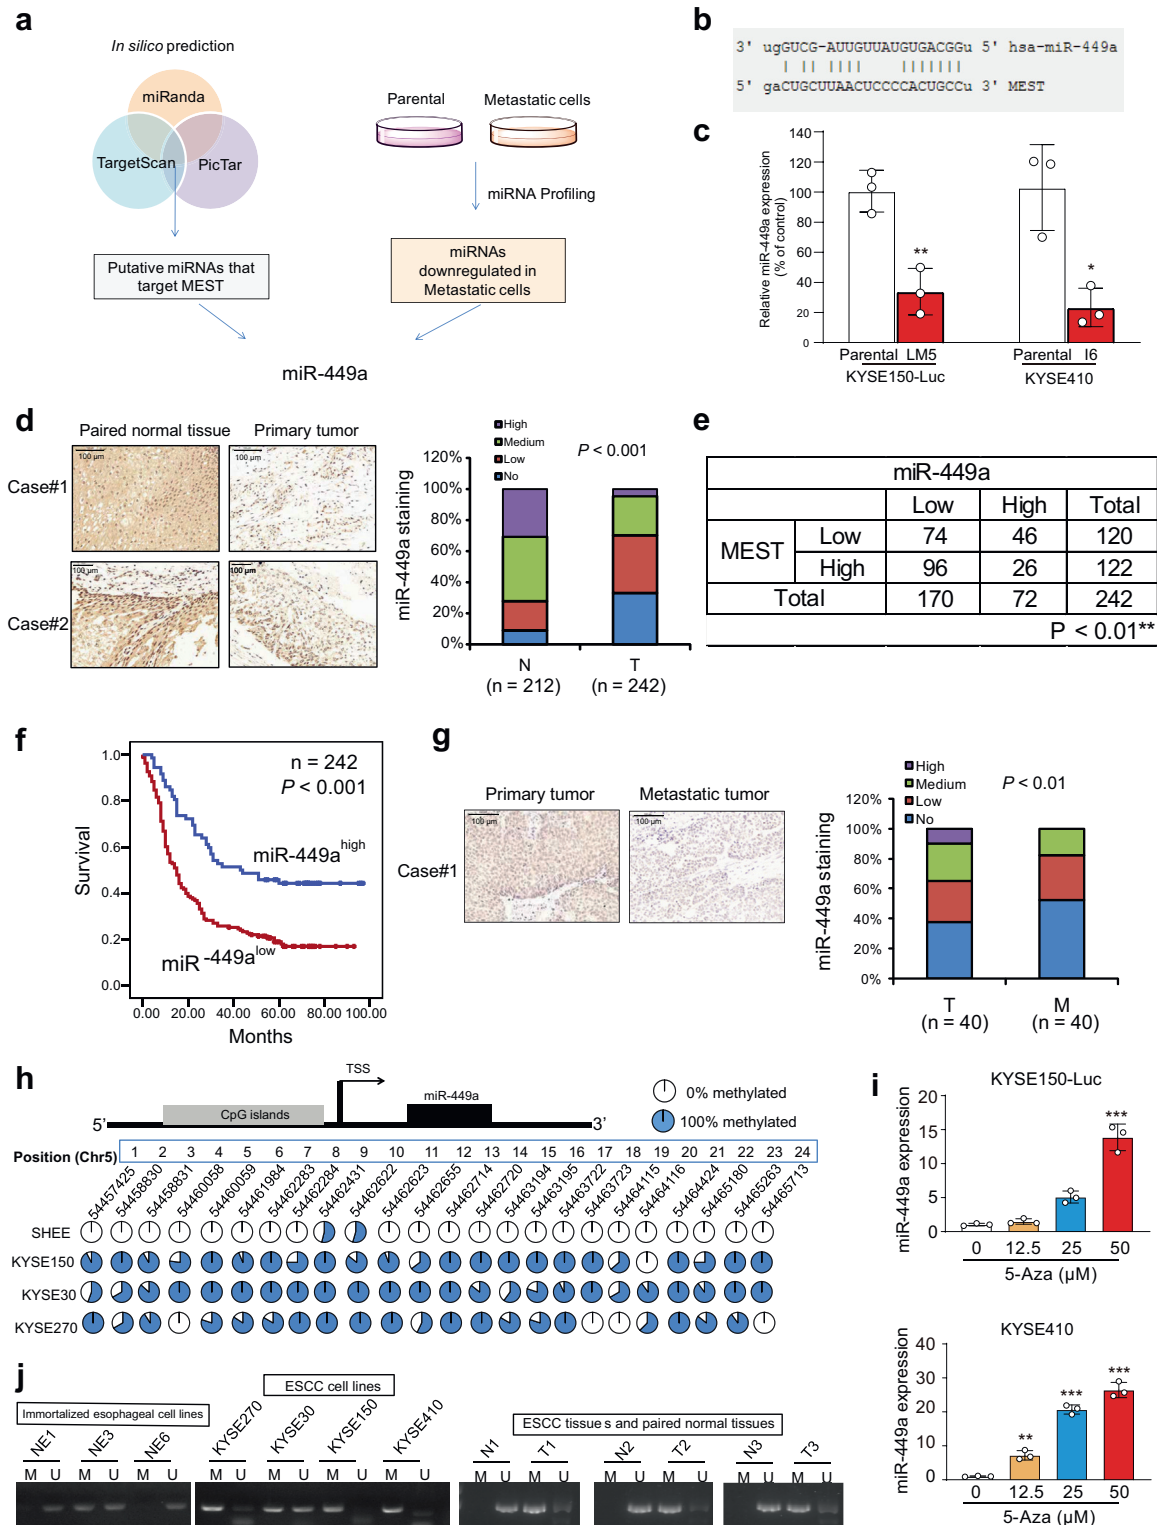 a
In silico prediction
miRanda
TargetScan
PicTar
Parental
Metastatic cells
miRNA Profiling
Putative miRNAs that
target MEST
miRNAs
downregulated in
Metastatic cells
miR-449a
b
3' ugGUCG-AUUGUUAUGUGACGGu 5' hsa-miR-449a
5' gaCUGCUUAACUCCCCACUGCCu 3' MEST
c
Relative miR-449a expression
(% of control)
140
120
100
80
60
40
20
0
**
*
Parental LM5
KYSE150-Luc
Parental I6
KYSE410
d
Paired normal tissue
Primary tumor
Case#1
100 µm
100 µm
Case#2
100 µm
100 µm
High
Medium
Low
No
P < 0.001
miR-449a staining
120%
100%
80%
60%
40%
20%
0%
N
(n = 212)
T
(n = 242)
e
miR-449a
Low High Total
MEST Low 74 46 120
High 96 26 122
Total 170 72 242
P < 0.01**
f
Survival
1.0
0.8
0.6
0.4
0.2
0.0
n = 242
P < 0.001
miR-449a high
miR-449a low
0.00 20.00 40.00 60.00 80.00 100.00
Months
g
Primary tumor
Metastatic tumor
Case#1
100 µm
100 µm
High
Medium
Low
No
P < 0.01
miR-449a staining
120%
100%
80%
60%
40%
20%
0%
T
(n = 40)
M
(n = 40)
h
TSS
CpG islands
miR-449a
5' 3'
0% methylated
100% methylated
Position (Chr5) 1 2 3 4 5 6 7 8 9 10 11 12 13 14 15 16 17 18 19 20 21 22 23 24
54457425 54458830 54458831 54460058 54460059 54461984 54462283 54462284 54462431 54462622 54462623 54462655 54462714 54462720 54463194 54463195 54463722 54463723 54464115 54464116 54464424 54465180 54465263 54465713
SHEE
KYSE150
KYSE30
KYSE270
i
KYSE150-Luc
miR-449a expression
20
15
10
5
0
***
0 12.5 25 50
5-Aza (µM)
KYSE410
miR-449a expression
40
30
20
10
0
**
***
***
0 12.5 25 50
5-Aza (µM)
j
Immortalized esophageal cell lines
ESCC cell lines
ESCC tissues and paired normal tissues
NE1 NE3 NE6 KYSE270 KYSE30 KYSE150 KYSE410 N1 T1 N2 T2 N3 T3
M U M U M U M U M U M U M U M U M U M U M U M U M U